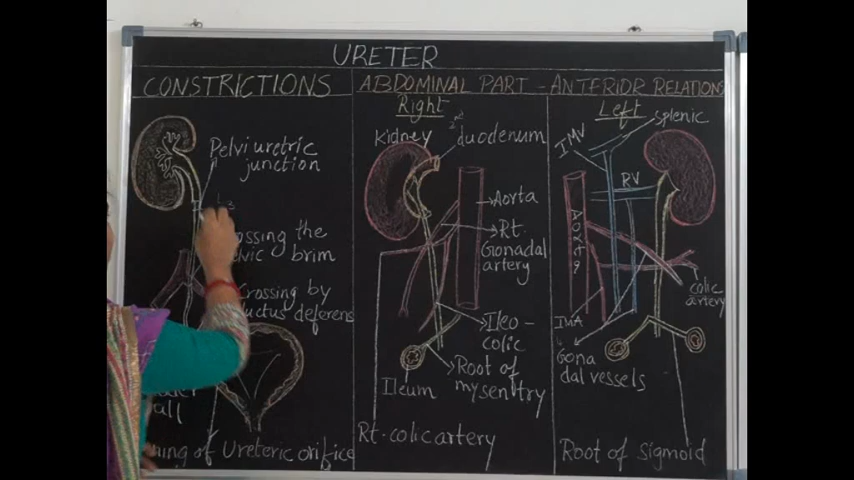 URETER
CONSTRICTIONS
ABDOMINAL PART - ANTERIOR RELATIONS
Right
Left
Pelviuretric
junction
the
brim
Crossing by
ductus deferens
all
of Ureteric orifice
Kidney
2nd duodenum
Aorta
Rt.
Gonadal
artery
Ileo-
colic
Root of
mysentry
Ileum
Rt. colic artery
IMV
splenic
RV
Aorta
colic
artery
IMA
Gona
dal vessels
Root of Sigmoid